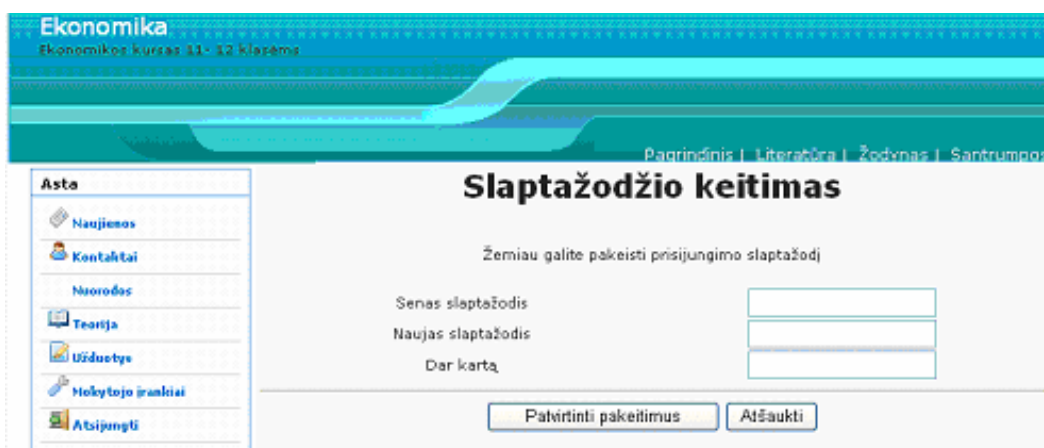 Ekonomika
Ekonomikos kursas 11- 12 klasėms
Pagrindinis | Literatūra | Žodynas | Santrumpos
Asta
Naujienos
Kontaktai
Nuorodos
Teorija
Užduotys
Mokytojo įrankiai
Atsijungti
Slaptažodžio keitimas
Žemiau galite pakeisti prisijungimo slaptažodį
Senas slaptažodis
Naujas slaptažodis
Dar kartą
Patvirtinti pakeitimus
Atšaukti